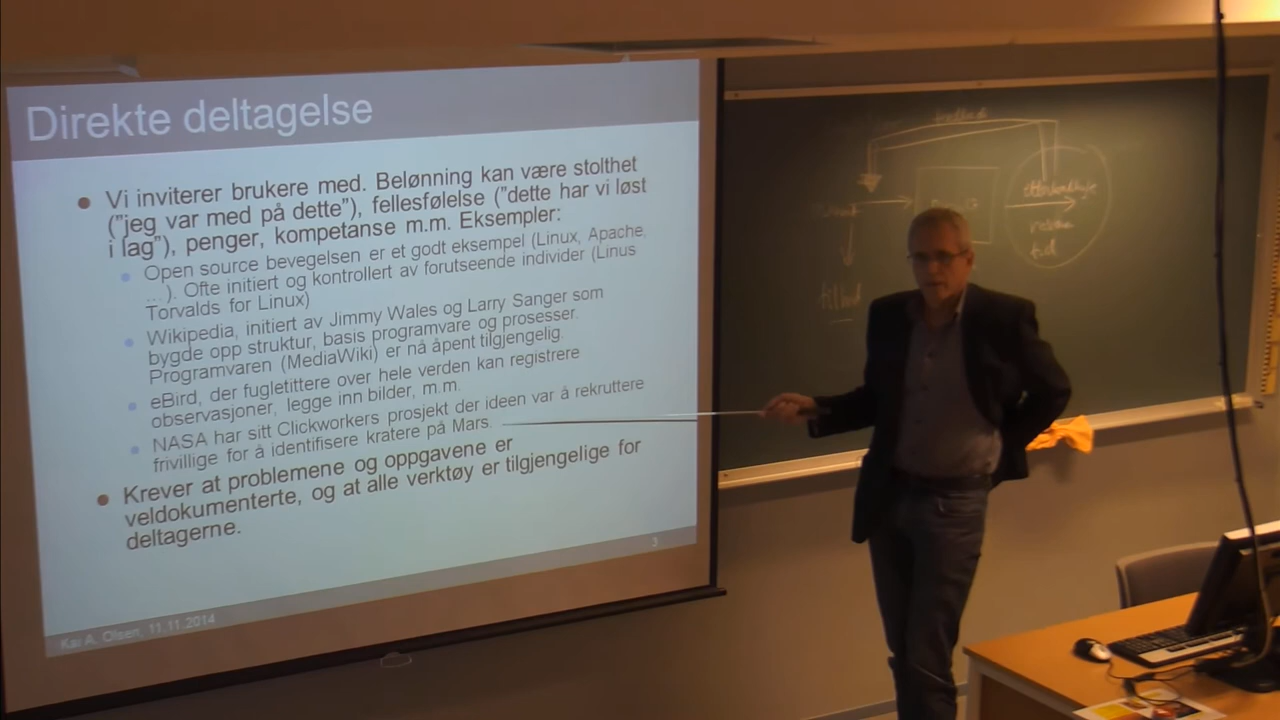 Direkte deltagelse
Vi inviterer brukere med. Belønning kan være stolthet
("jeg var med på dette"), fellesfølelse ("dette har vi løst
i lag"), penger, kompetanse m.m. Eksempler:
Open source bevegelsen er et godt eksempel (Linux, Apache,
…). Ofte initiert og kontrollert av forutseende individer (Linus
Torvalds for Linux)
Wikipedia, initiert av Jimmy Wales og Larry Sanger som
bygde opp struktur, basis programvare og prosesser.
Programvaren (MediaWiki) er nå åpent tilgjengelig.
eBird, der fugletittere over hele verden kan registrere
observasjoner, legge inn bilder, m.m.
NASA har sitt Clickworkers prosjekt der ideen var å rekruttere
frivillige for å identifisere kratere på Mars.
Krever at problemene og oppgavene er
veldokumenterte, og at alle verktøy er tilgjengelige for
deltagerne.
3
Kai A. Olsen, 11.11.2014
tid